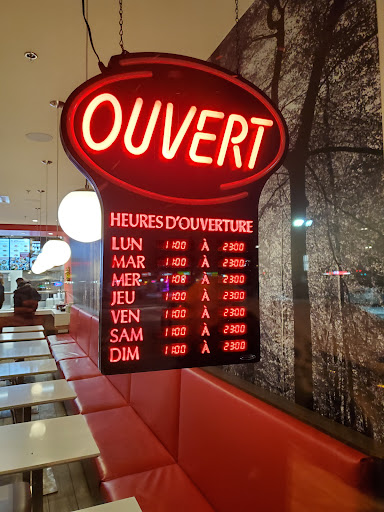 OUVERT
HEURES D'OUVERTURE
LUN 11:00 À 23:00
MAR 11:00 À 23:00
MER 11:08 À 23:00
JEU 11:00 À 23:00
VEN 11:00 À 23:00
SAM 11:00 À 23:00
DIM 11:00 À 23:00